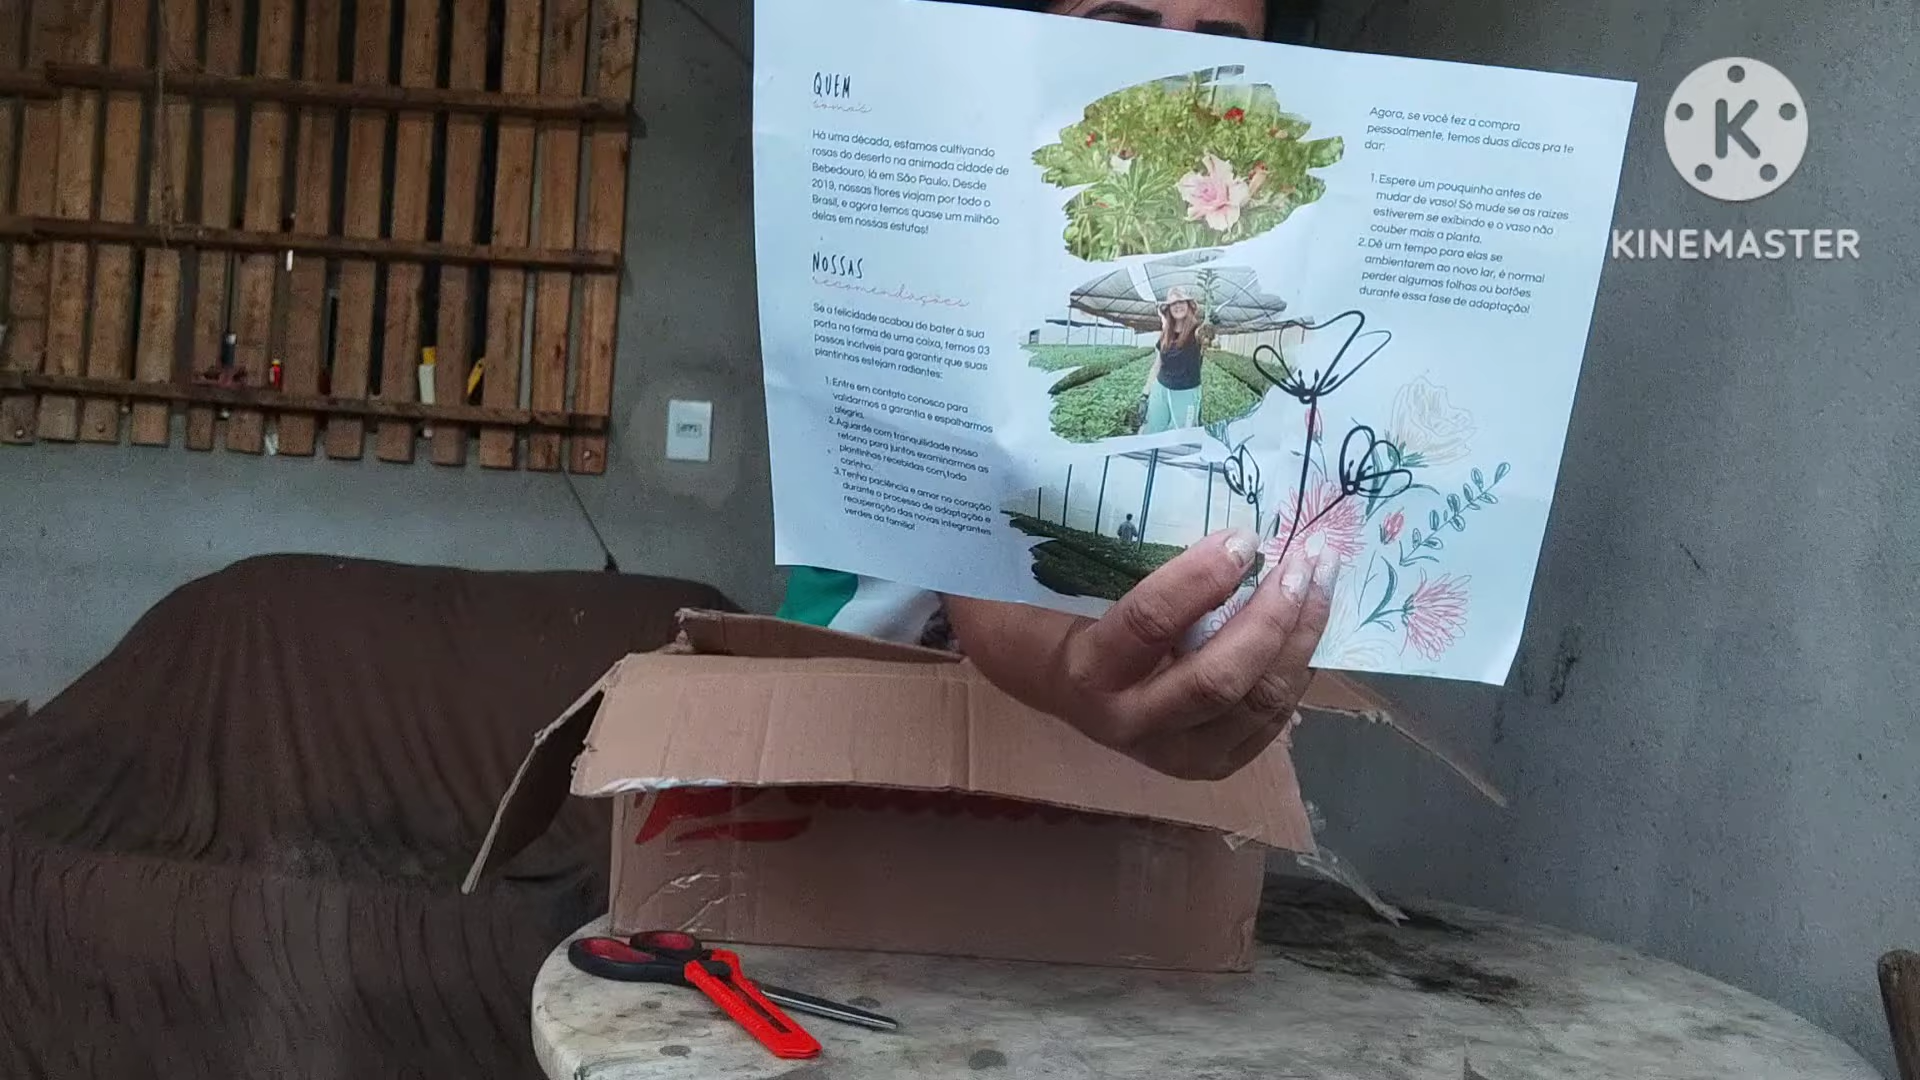 QUEM
somos
Há uma década, estamos cultivando
rosas do deserto na animada cidade de
Bebedouro, lá em São Paulo. Desde
2019, nossas flores viajam por todo o
Brasil, e agora temos quase um milhão
delas em nossas estufas!
NOSSAS
recomendações
Se a felicidade acabou de bater à sua
porta na forma de uma caixa, temos 03
passos incríveis para garantir que suas
plantinhas estejam radiantes:
1. Entre em contato conosco para
validarmos a garantia e espalharmos
alegria.
2. Aguarde com tranquilidade nosso
retorno para juntos examinarmos as
plantinhas recebidas com todo
carinho.
3. Tenha paciência e amor no coração
durante o processo de adaptação e
recuperação das novas integrantes
verdes da família!
Agora, se você fez a compra
pessoalmente, temos duas dicas pra te
dar:
1. Espere um pouquinho antes de
mudar de vaso! Só mude se as raízes
estiverem se exibindo e o vaso não
couber mais a planta.
2. Dê um tempo para elas se
ambientarem ao novo lar, é normal
perder algumas folhas ou botões
durante essa fase de adaptação!
K
KINEMASTER